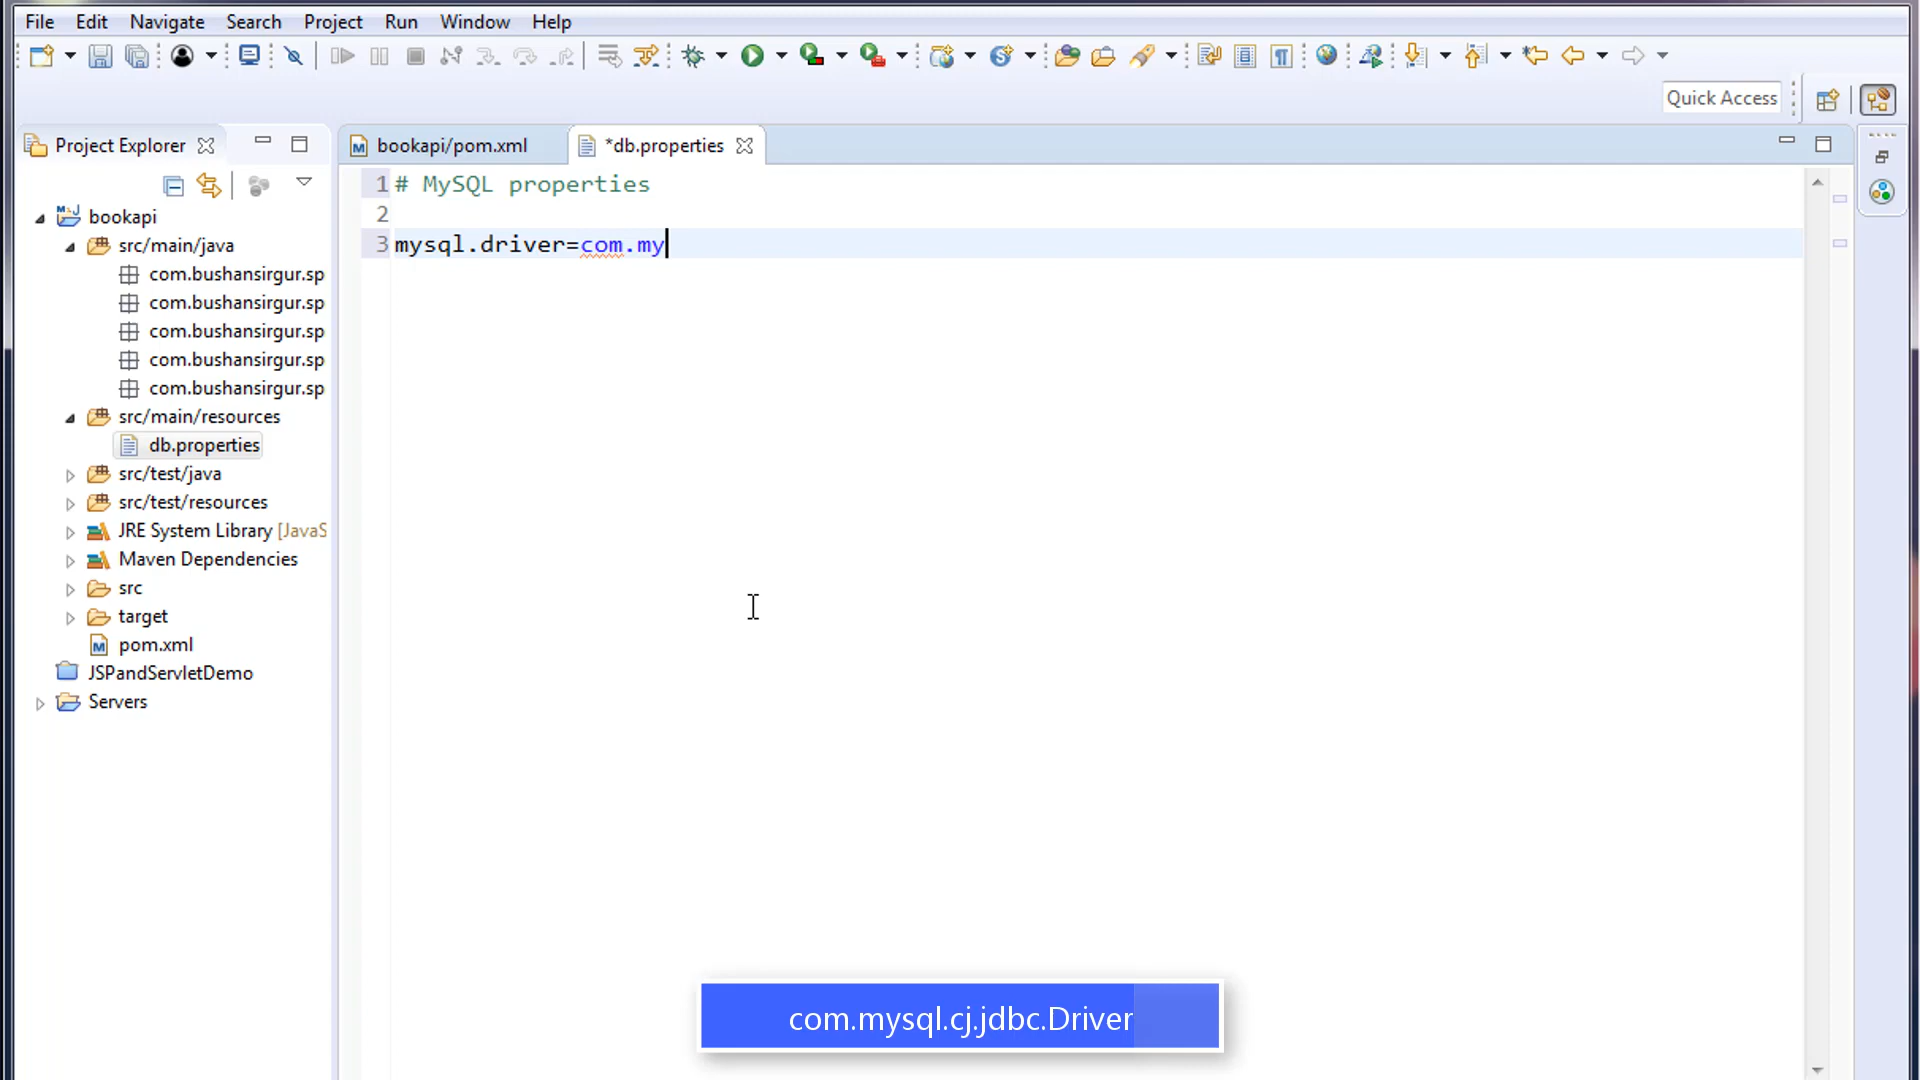 File Edit Navigate Search Project Run Window Help
Quick Access
Project Explorer
bookapi/pom.xml
*db.properties
1 # MySQL properties
2
3 mysql.driver=com.my
bookapi
src/main/java
com.bushansirgur.sp
com.bushansirgur.sp
com.bushansirgur.sp
com.bushansirgur.sp
com.bushansirgur.sp
src/main/resources
db.properties
src/test/java
src/test/resources
JRE System Library [JavaS
Maven Dependencies
src
target
pom.xml
JSPandServletDemo
Servers
com.mysql.cj.jdbc.Driver